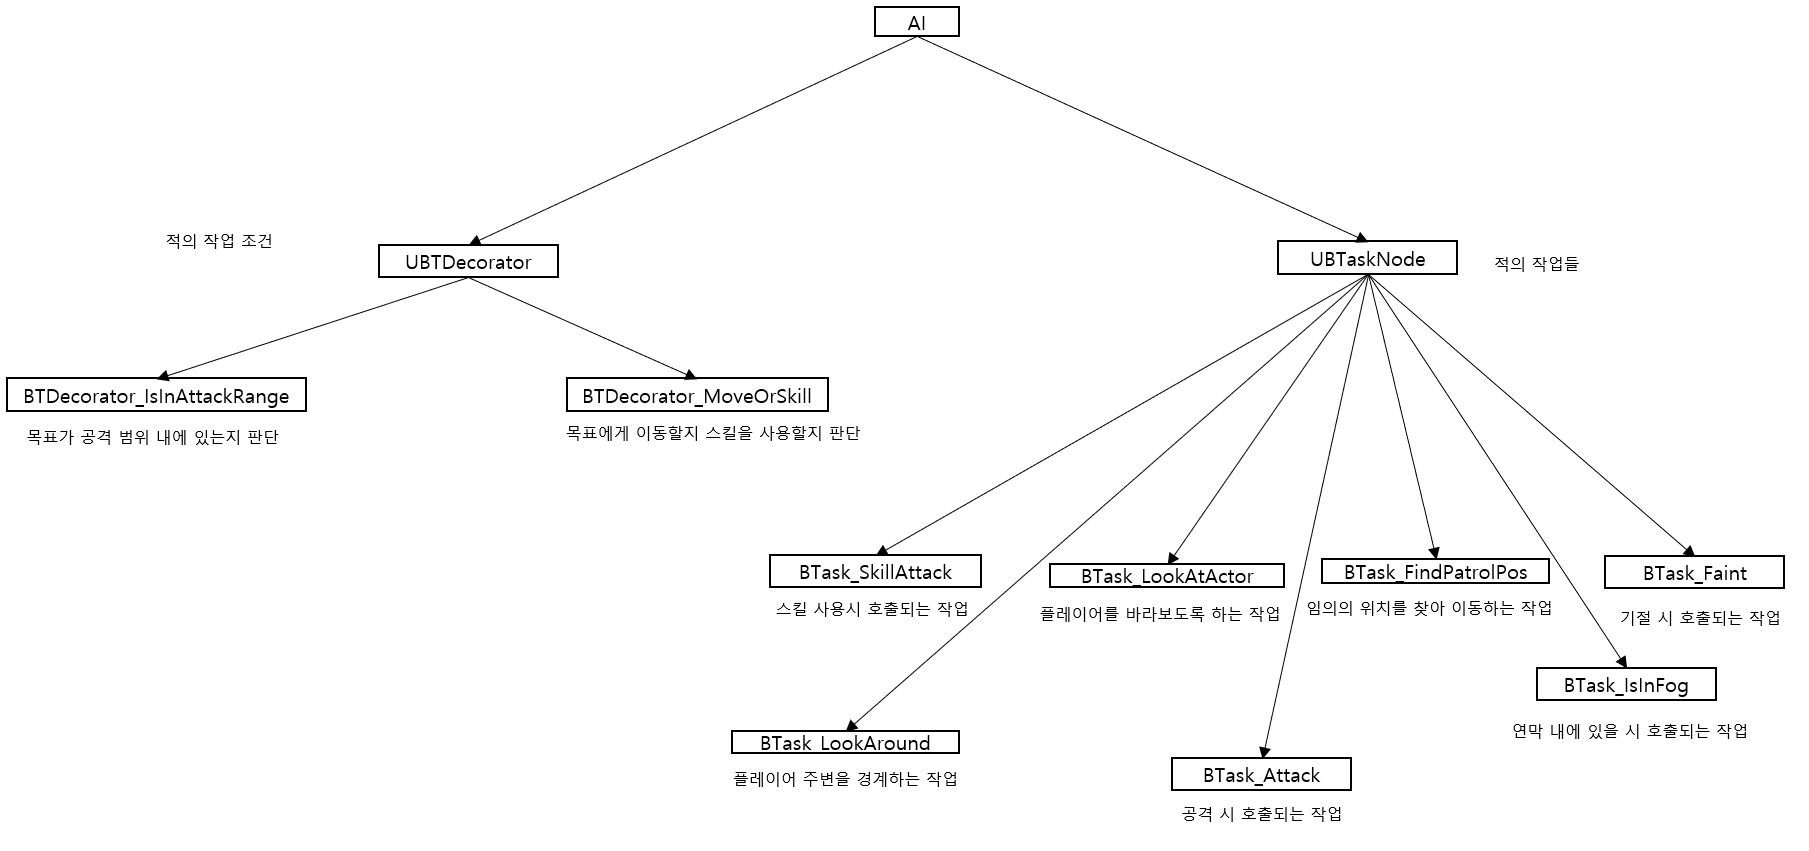 AI
적의 작업 조건
UBTDecorator
UBTaskNode
적의 작업들
BTDecorator_IsInAttackRange
목표가 공격 범위 내에 있는지 판단
BTDecorator_MoveOrSkill
목표에게 이동할지 스킬을 사용할지 판단
BTask_SkillAttack
스킬 사용시 호출되는 작업
BTask_LookAtActor
플레이어를 바라보도록 하는 작업
BTask_FindPatrolPos
임의의 위치를 찾아 이동하는 작업
BTask_Faint
기절 시 호출되는 작업
BTask_IsInFog
연막 내에 있을 시 호출되는 작업
BTask_LookAround
플레이어 주변을 경계하는 작업
BTask_Attack
공격 시 호출되는 작업